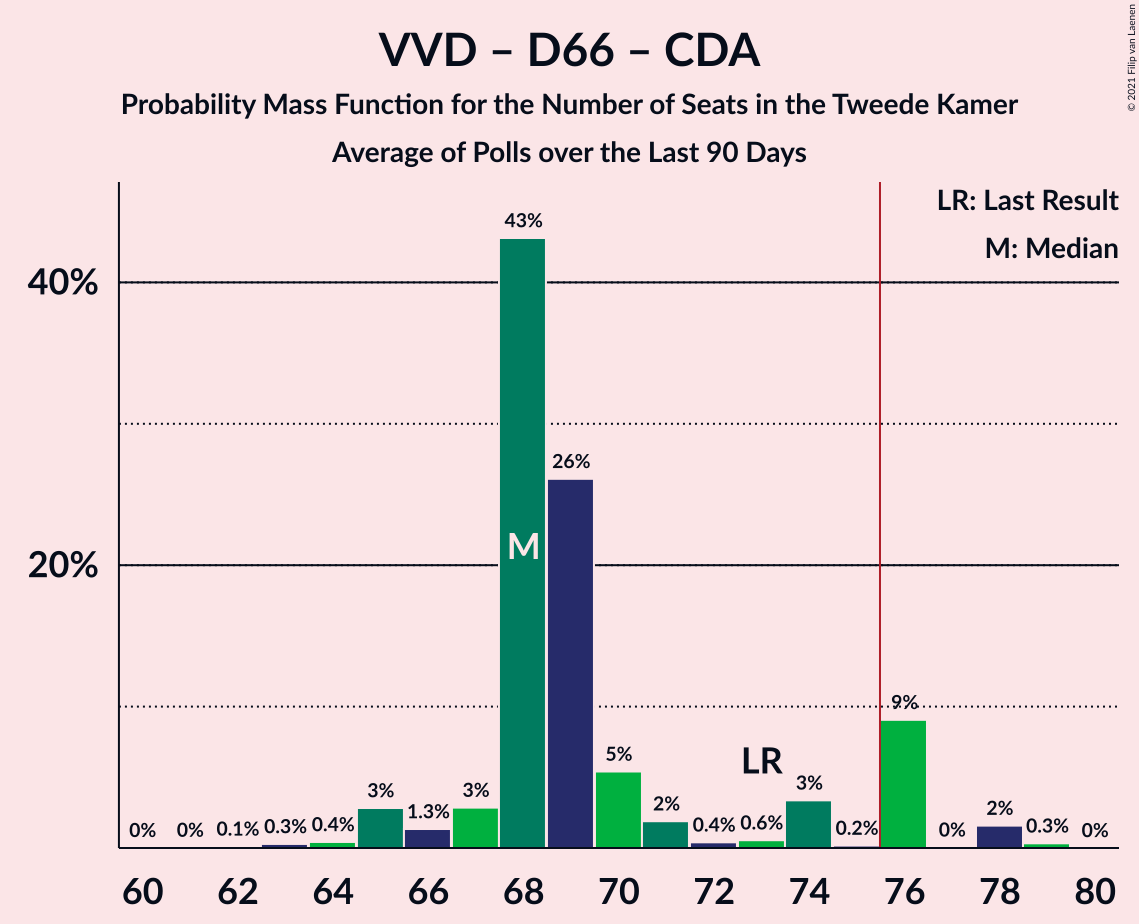 VVD – D66 – CDA
Probability Mass Function for the Number of Seats in the Tweede Kamer
Average of Polls over the Last 90 Days
© 2021 Filip van Laenen
LR: Last Result
M: Median
40%
20%
0%
0%
0.1%
0.3%
0.4%
3%
1.3%
3%
43%
26%
5%
2%
0.4%
0.6%
3%
0.2%
9%
0%
2%
0.3%
0%
M
LR
60 62 64 66 68 70 72 74 76 78 80